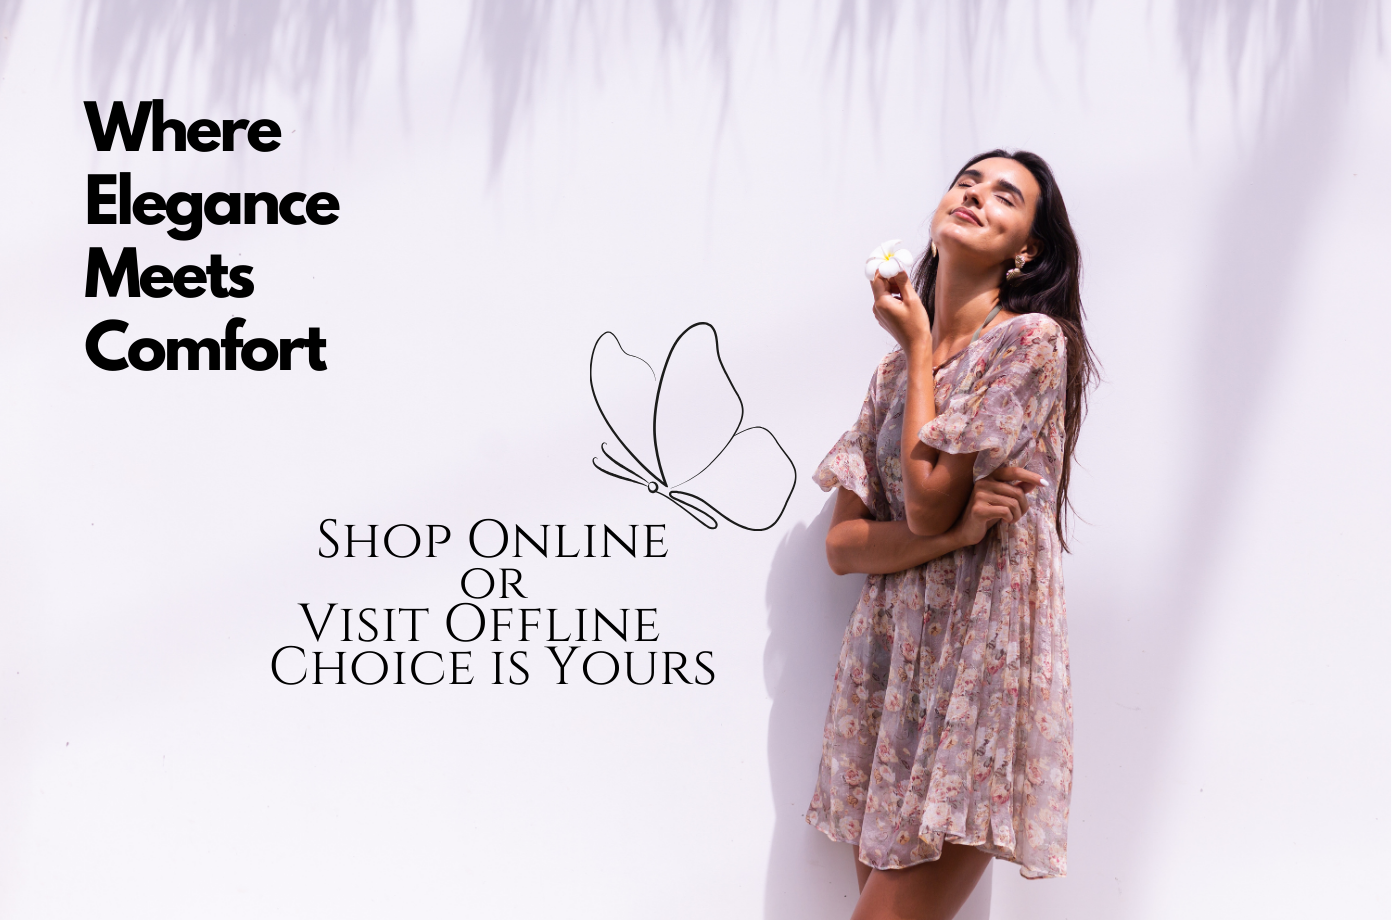 Where
Elegance
Meets
Comfort
Shop Online
or
Visit Offline
Choice is Yours